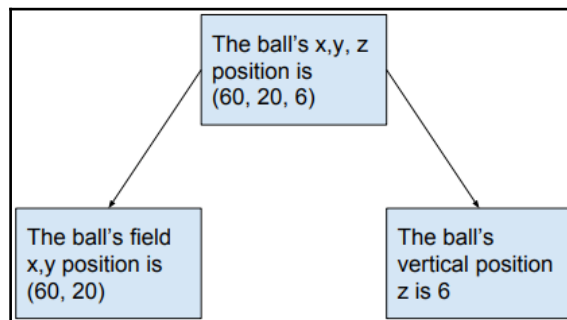 The ball's x,y, z
position is
(60, 20, 6)
The ball's field
x,y position is
(60, 20)
The ball's
vertical position
z is 6